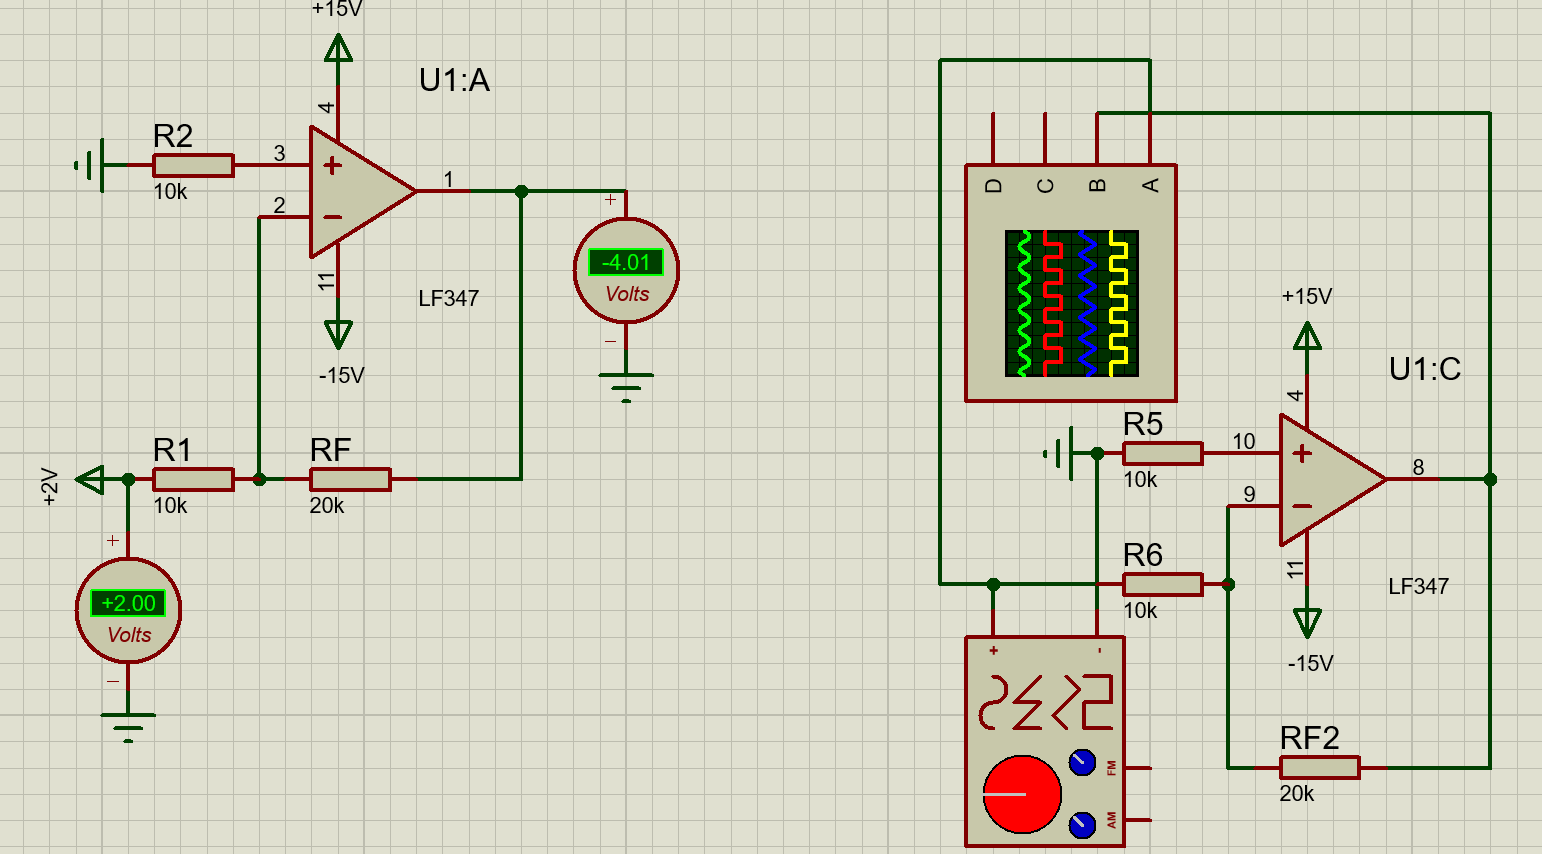 +15V
U1:A
4
R2
3
+
1
10k
2
−
+
-4.01
Volts
−
11
LF347
-15V
R1
RF
+2V
10k
20k
+
+2.00
Volts
−
D
C
B
A
+15V
U1:C
4
R5
10
+
8
10k
9
−
R6
11
LF347
10k
-15V
+
-
RF2
20k
FM
AM